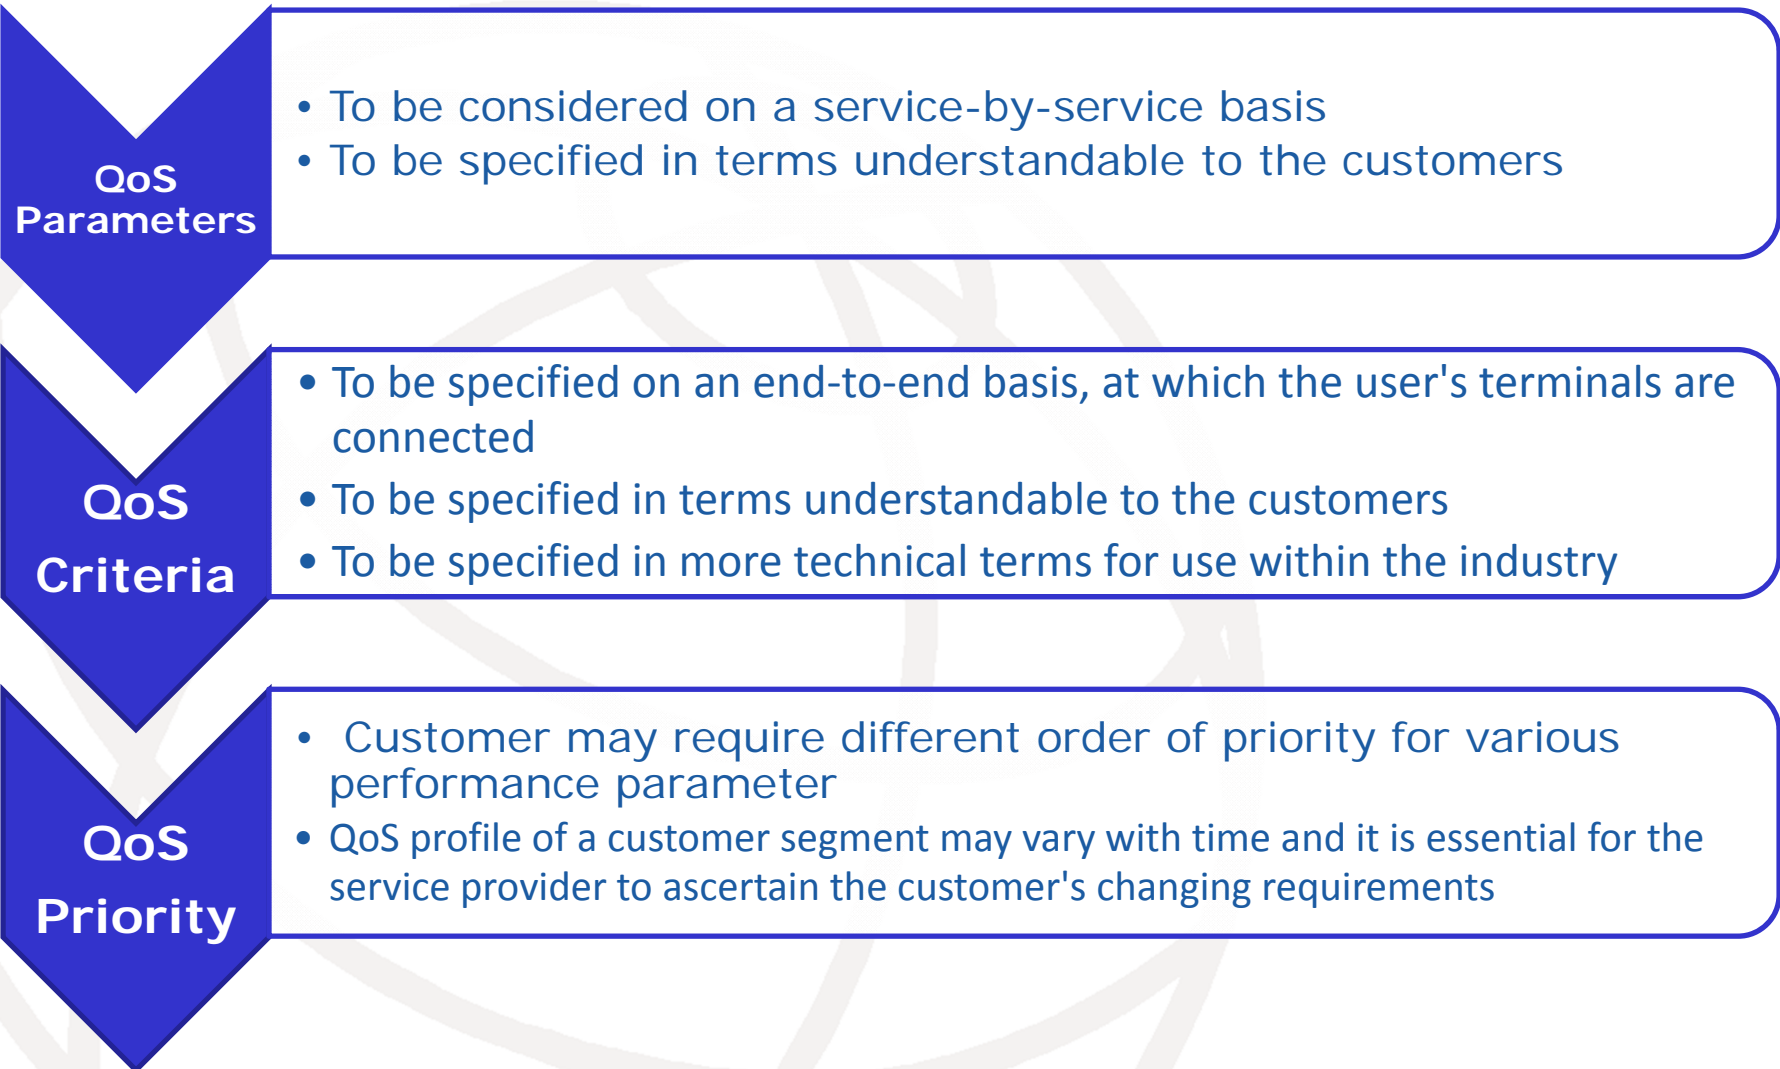 QoS
Parameters
• To be considered on a service-by-service basis
• To be specified in terms understandable to the customers
QoS
Criteria
• To be specified on an end-to-end basis, at which the user's terminals are
connected
• To be specified in terms understandable to the customers
• To be specified in more technical terms for use within the industry
QoS
Priority
• Customer may require different order of priority for various
performance parameter
• QoS profile of a customer segment may vary with time and it is essential for the
service provider to ascertain the customer's changing requirements